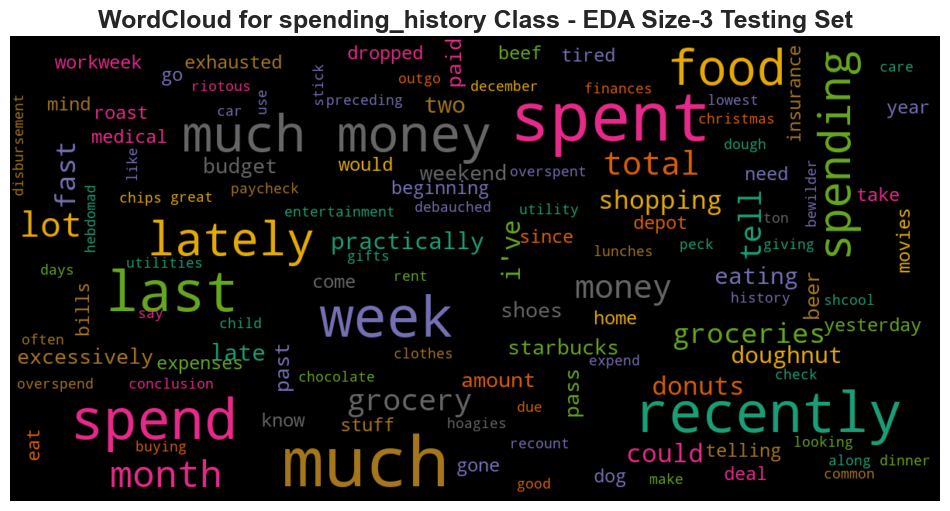 WordCloud for spending_history Class - EDA Size-3 Testing Set
workweek
exhausted
dropped
paid
beef
tired
food
spending
care
go
riotous
stick
outgo
december
finances
insurance
disbursement
mind
roast
car
use
preceding
two
spent
lowest
christmas
year
medical
much
money
dough
fast
like
budget
would
weekend
overspent
total
need
bewilder
take
chips
great
paycheck
beginning
shopping
tell
hebdomad
lot
entertainment
debauched
utility
depot
ton
movies
lately
practically
i've
since
peck
giving
utilities
gifts
lunches
days
last
come
rent
money
eating
history
beer
shcool
say
bills
child
week
shoes
home
groceries
yesterday
often
late
past
clothes
starbucks
expend
doughnut
excessively
expenses
overspend
conclusion
chocolate
amount
pass
donuts
check
spend
know
grocery
stuff
due
hoagies
recently
eat
buying
much
recount
could
telling
looking
month
gone
good
dog
make
deal
along
dinner
common